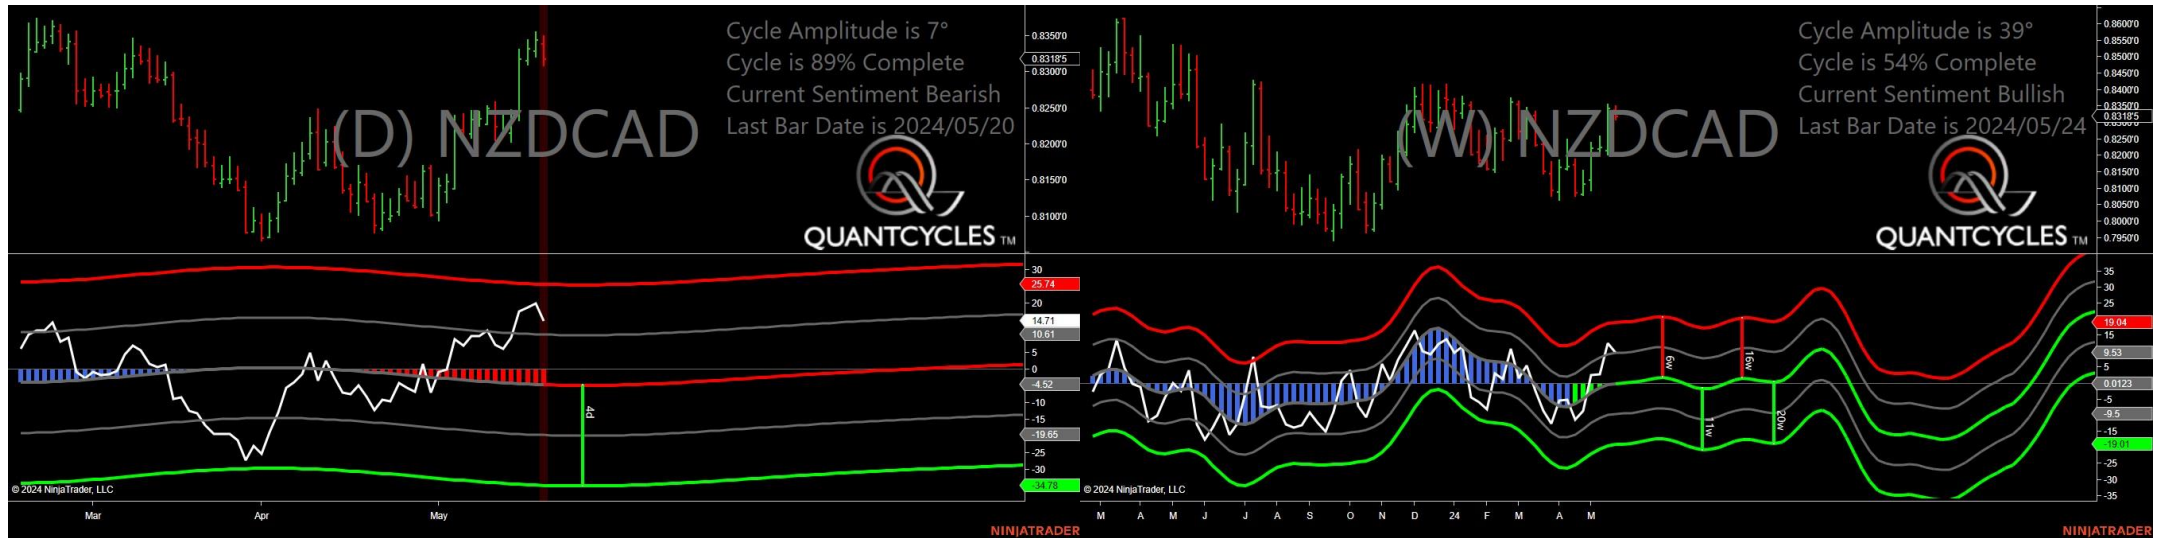 Cycle Amplitude is 7°
Cycle is 89% Complete
Current Sentiment Bearish
Last Bar Date is 2024/05/20
(D) NZDCAD
QUANTCYCLES TM
0.8350'0
0.8318'5
0.8300'0
0.8250'0
0.8200'0
0.8150'0
0.8100'0
30
25.74
20
14.71
10.61
5
0
-4.52
-10
-15
-19.65
-25
-30
-34.78
4d
© 2024 NinjaTrader, LLC
Mar
Apr
May
NINJATRADER
Cycle Amplitude is 39°
Cycle is 54% Complete
Current Sentiment Bullish
Last Bar Date is 2024/05/24
(W) NZDCAD
QUANTCYCLES TM
0.8600'0
0.8550'0
0.8500'0
0.8450'0
0.8400'0
0.8350'0
0.8318'5
0.8250'0
0.8200'0
0.8150'0
0.8100'0
0.8050'0
0.8000'0
0.7950'0
35
30
25
19.04
15
9.53
5
0.0123
-5
-9.5
-15
-19.01
-25
-30
-35
6w
16w
11w
20w
© 2024 NinjaTrader, LLC
M
A
M
J
J
A
S
O
N
D
24
F
M
A
M
NINJATRADER